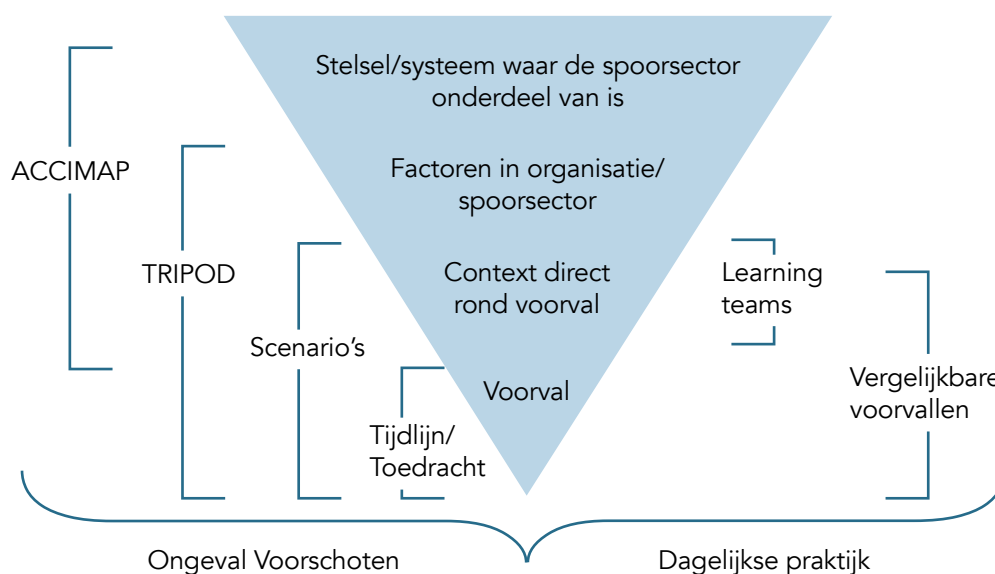 Stelsel/systeem waar de spoorsector
onderdeel van is
ACCIMAP
Factoren in organisatie/
spoorsector
TRIPOD
Context direct
rond voorval
Learning
teams
Scenario's
Voorval
Vergelijkbare
voorvallen
Tijdlijn/
Toedracht
Ongeval Voorschoten
Dagelijkse praktijk